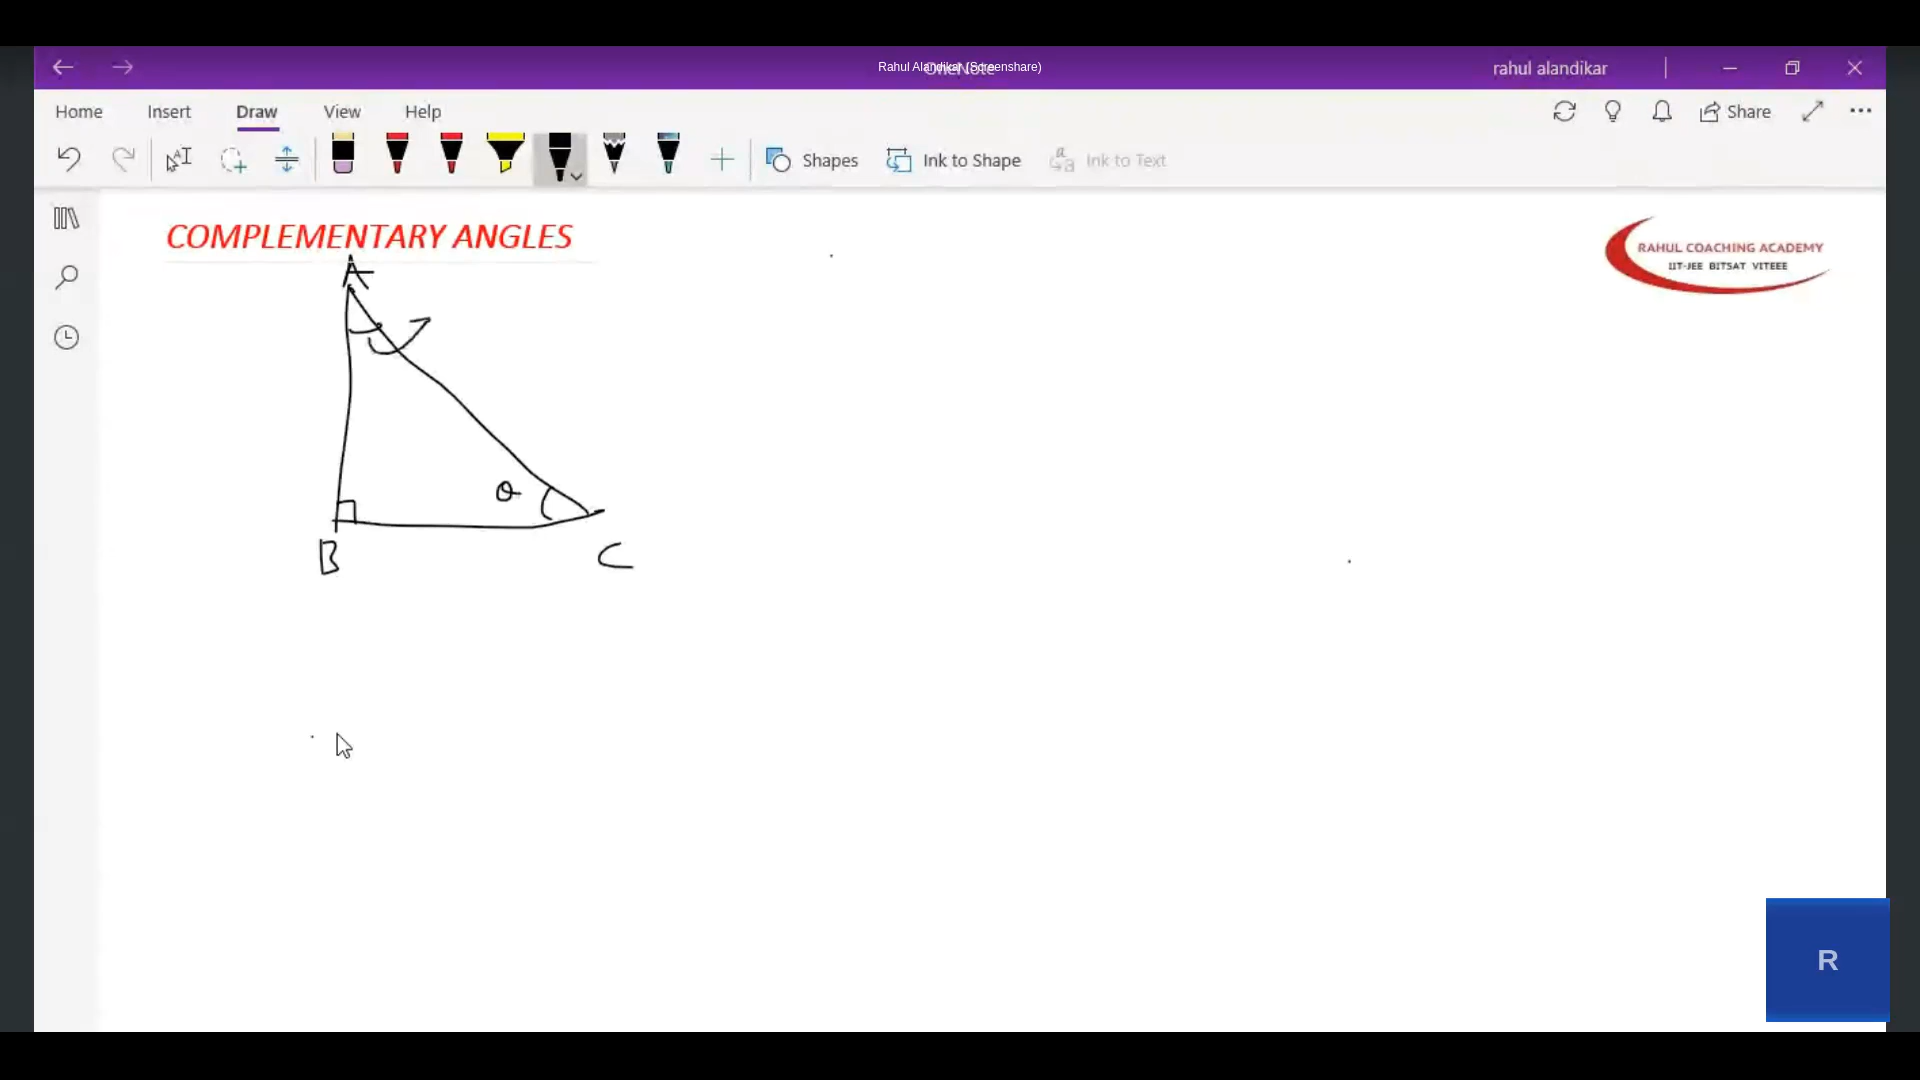 Rahul Alandikar (Screenshare)
rahul alandikar
Home Insert Draw View Help
Share
Shapes Ink to Shape Ink to Text
COMPLEMENTARY ANGLES
RAHUL COACHING ACADEMY
IIT-JEE BITSAT VITEEE
A
θ
B C
R